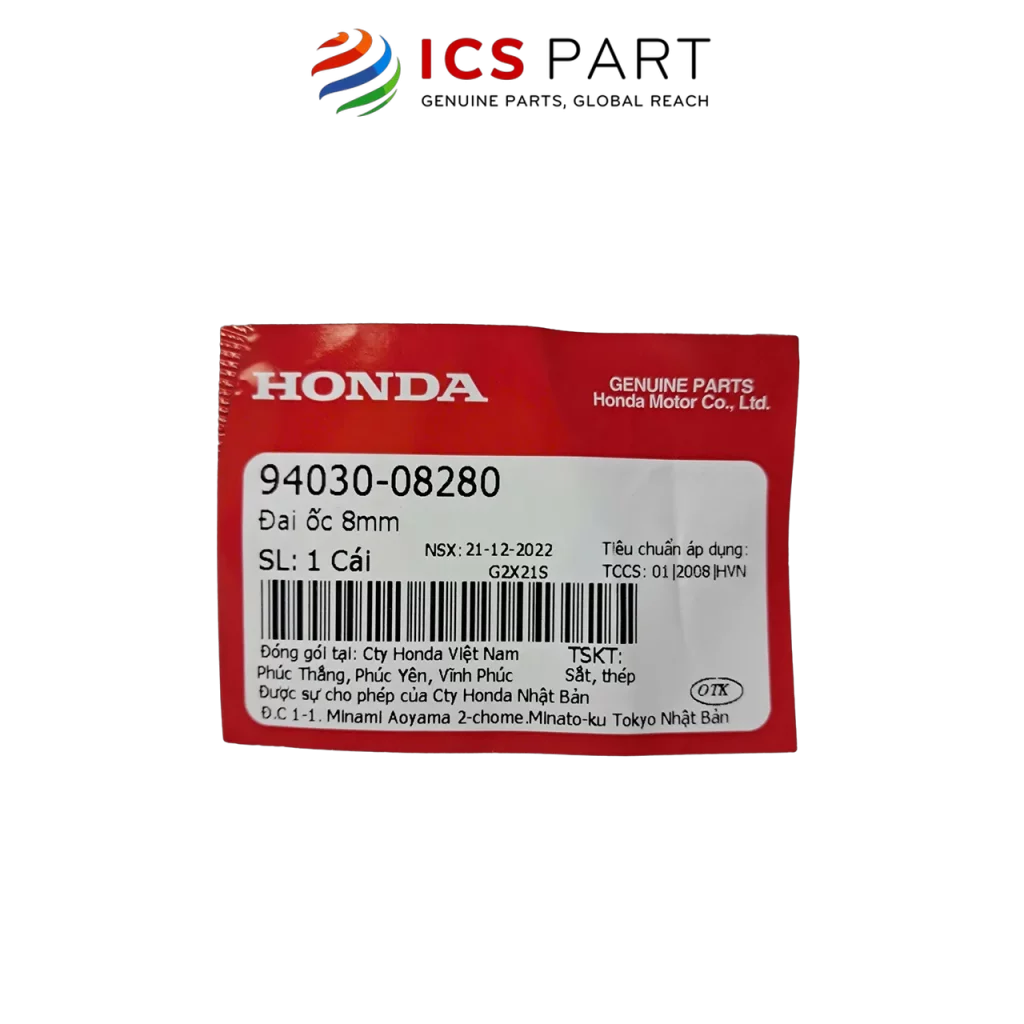 ICS PART
GENUINE PARTS, GLOBAL REACH
HONDA
GENUINE PARTS
Honda Motor Co., Ltd.
94030-08280
Đai ốc 8mm
SL: 1 Cái
NSX: 21-12-2022
G2X21S
Tiêu chuẩn áp dụng:
TCCS: 01|2008|HVN
Đóng gói tại: Cty Honda Việt Nam
Phúc Thắng, Phúc Yên, Vĩnh Phúc
TSKT:
Sắt, thép
Được sự cho phép của Cty Honda Nhật Bản
OTK
Đ.C 1-1. Minami Aoyama 2-chome.Minato-ku Tokyo Nhật Bản